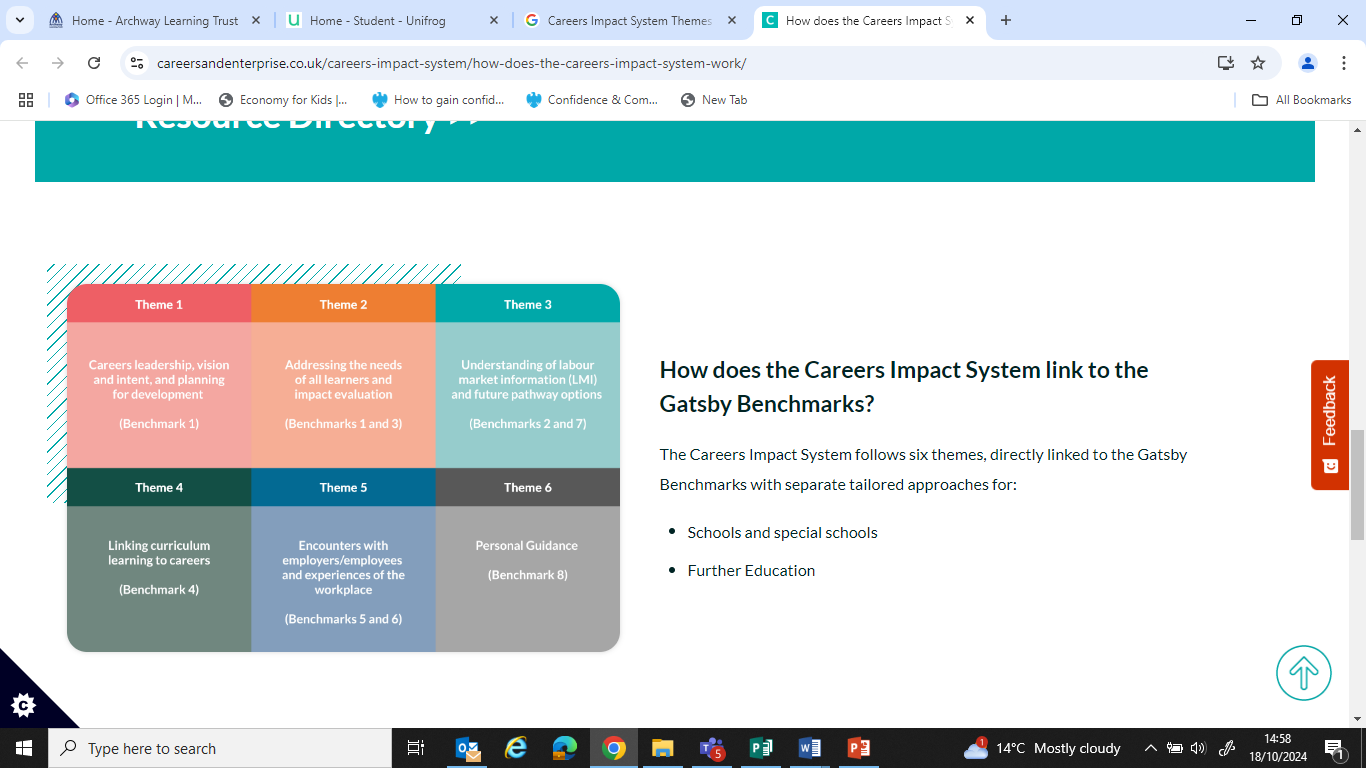 Home - Archway Learning Trust
Home - Student - Unifrog
Careers Impact System Themes
How does the Careers Impact S
careersandenterprise.co.uk/careers-impact-system/how-does-the-careers-impact-system-work/
Office 365 Login | M...
Economy for Kids |...
How to gain confid...
Confidence & Com...
New Tab
All Bookmarks
Resource Directory >>
Theme 1
Theme 2
Theme 3
Careers leadership, vision
and intent, and planning
for development
(Benchmark 1)
Addressing the needs
of all learners and
impact evaluation
(Benchmarks 1 and 3)
Understanding of labour
market information (LMI)
and future pathway options
(Benchmarks 2 and 7)
Theme 4
Theme 5
Theme 6
Linking curriculum
learning to careers
(Benchmark 4)
Encounters with
employers/employees
and experiences of the
workplace
(Benchmarks 5 and 6)
Personal Guidance
(Benchmark 8)
How does the Careers Impact System link to the
Gatsby Benchmarks?
The Careers Impact System follows six themes, directly linked to the Gatsby
Benchmarks with separate tailored approaches for:
Schools and special schools
Further Education
Feedback
Type here to search
5
1
14°C Mostly cloudy
14:58
18/10/2024
1